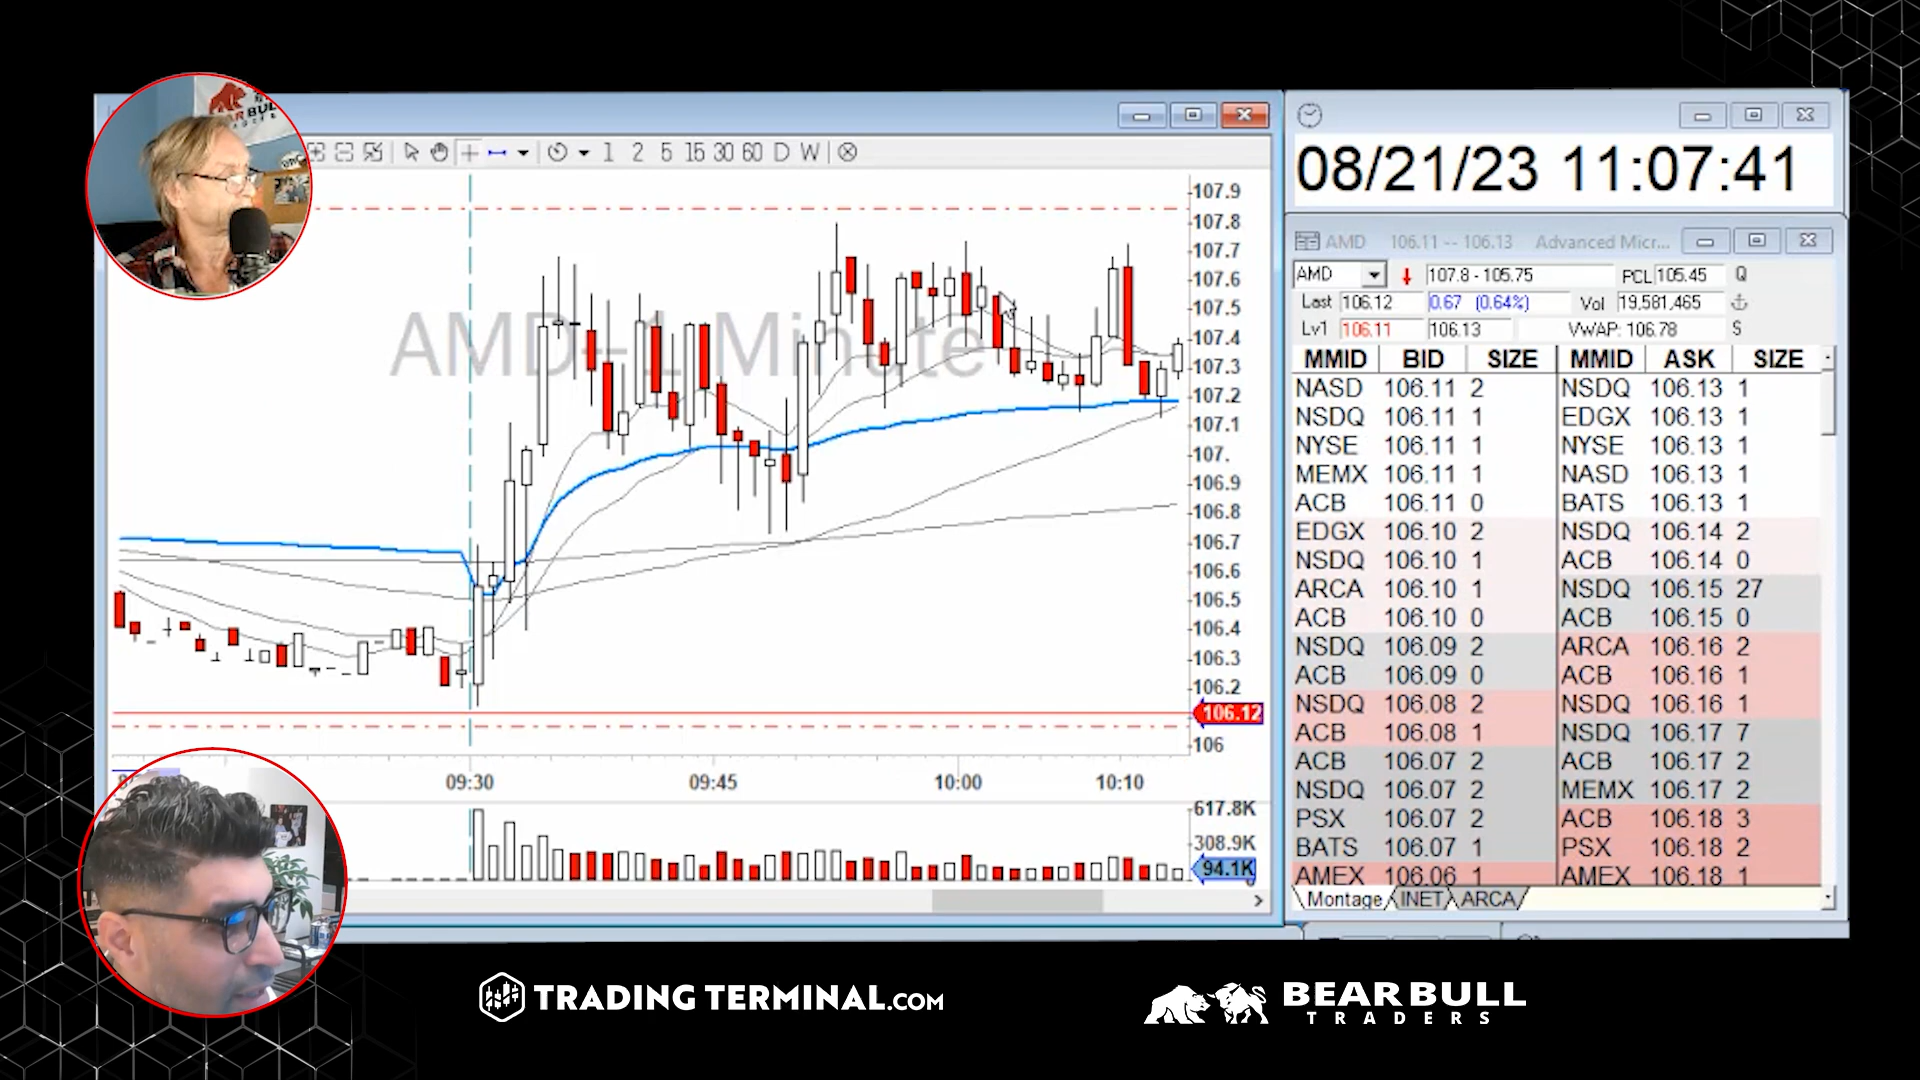 BEAR BULL
1 2 5 15 30 60 D W
AMD--1 Minute
107.9
107.8
107.7
107.6
107.5
107.4
107.3
107.2
107.1
107.
106.9
106.8
106.7
106.6
106.5
106.4
106.3
106.2
106.12
106
09:30 09:45 10:00 10:10
617.8K
308.9K
94.1K
08/21/23 11:07:41
AMD 106.11 -- 106.13 Advanced Micr...
AMD 107.8 - 105.75 PCL 105.45 Q
Last 106.12 0.67 (0.64%) Vol 19,581,465
Lv1 106.11 106.13 VWAP: 106.78 S
MMID BID SIZE MMID ASK SIZE
NASD 106.11 2 NSDQ 106.13 1
NSDQ 106.11 1 EDGX 106.13 1
NYSE 106.11 1 NYSE 106.13 1
MEMX 106.11 1 NASD 106.13 1
ACB 106.11 0 BATS 106.13 1
EDGX 106.10 2 NSDQ 106.14 2
NSDQ 106.10 1 ACB 106.14 0
ARCA 106.10 1 NSDQ 106.15 27
ACB 106.10 0 ACB 106.15 0
NSDQ 106.09 2 ARCA 106.16 2
ACB 106.09 0 ACB 106.16 1
NSDQ 106.08 2 NSDQ 106.16 1
ACB 106.08 1 NSDQ 106.17 7
ACB 106.07 2 ACB 106.17 2
NSDQ 106.07 2 MEMX 106.17 2
PSX 106.07 2 ACB 106.18 3
BATS 106.07 1 PSX 106.18 2
AMEX 106.06 1 AMEX 106.18 1
Montage INET ARCA
TRADING TERMINAL.COM
BEAR BULL
TRADERS